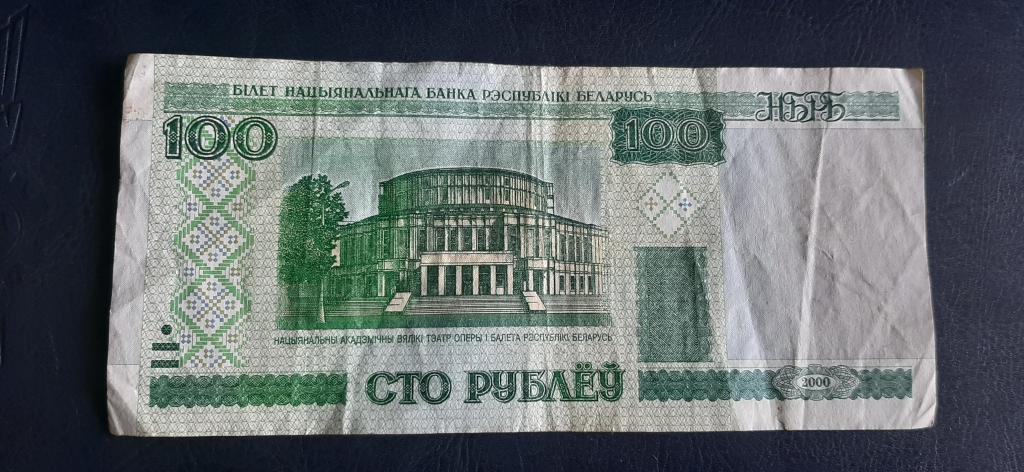 БІЛЕТ НАЦЫЯНАЛЬНАГА БАНКА РЭСПУБЛІКІ БЕЛАРУСЬ
НБРБ
100
100
НАЦЫЯНАЛЬНЫ АКАДЭМІЧНЫ ВЯЛІКІ ТЭАТР ОПЕРЫ І БАЛЕТА РЭСПУБЛІКІ БЕЛАРУСЬ
СТО РУБЛЁЎ
2000